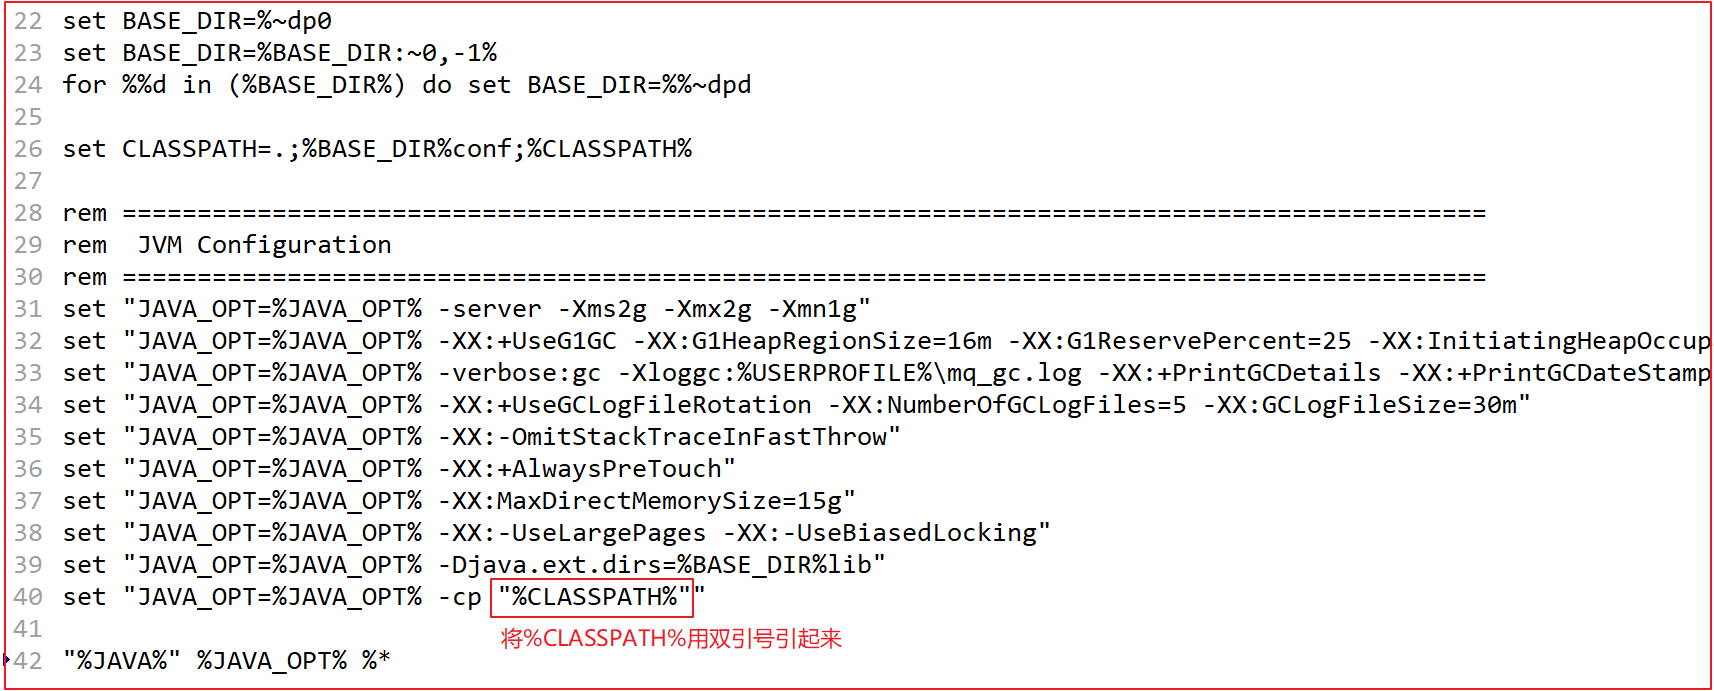 22 set BASE_DIR=%~dp0
23 set BASE_DIR=%BASE_DIR:~0,-1%
24 for %%d in (%BASE_DIR%) do set BASE_DIR=%%~dpd
25
26 set CLASSPATH=.;%BASE_DIR%conf;%CLASSPATH%
27
28 rem ===========================================================================================
29 rem  JVM Configuration
30 rem ===========================================================================================
31 set "JAVA_OPT=%JAVA_OPT% -server -Xms2g -Xmx2g -Xmn1g"
32 set "JAVA_OPT=%JAVA_OPT% -XX:+UseG1GC -XX:G1HeapRegionSize=16m -XX:G1ReservePercent=25 -XX:InitiatingHeapOccup
33 set "JAVA_OPT=%JAVA_OPT% -verbose:gc -Xloggc:%USERPROFILE%\mq_gc.log -XX:+PrintGCDetails -XX:+PrintGCDateStamp
34 set "JAVA_OPT=%JAVA_OPT% -XX:+UseGCLogFileRotation -XX:NumberOfGCLogFiles=5 -XX:GCLogFileSize=30m"
35 set "JAVA_OPT=%JAVA_OPT% -XX:-OmitStackTraceInFastThrow"
36 set "JAVA_OPT=%JAVA_OPT% -XX:+AlwaysPreTouch"
37 set "JAVA_OPT=%JAVA_OPT% -XX:MaxDirectMemorySize=15g"
38 set "JAVA_OPT=%JAVA_OPT% -XX:-UseLargePages -XX:-UseBiasedLocking"
39 set "JAVA_OPT=%JAVA_OPT% -Djava.ext.dirs=%BASE_DIR%lib"
40 set "JAVA_OPT=%JAVA_OPT% -cp "%CLASSPATH%""
41
将%CLASSPATH%用双引号引起来
42 "%JAVA%" %JAVA_OPT% %*